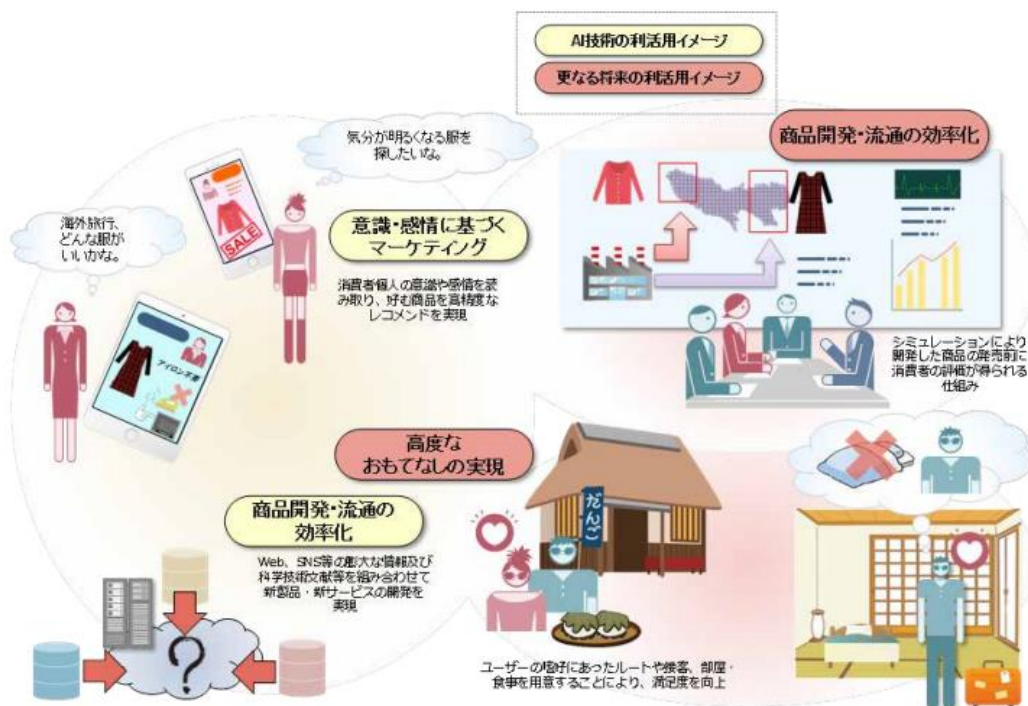 AI技術の利活用イメージ
更なる将来の利活用イメージ
気分が明るくなる服を
探したいな。
海外旅行、
どんな服が
いいかな。
SALE
アイロン不要
意識・感情に基づく
マーケティング
消費者個人の意識や感情を読
み取り、好む商品を高精度な
レコメンドを実現
商品開発・流通の効率化
シミュレーションにより
開発した商品の発売前に
消費者の評価が得られる
仕組み
高度な
おもてなしの実現
だんご
ユーザーの嗜好にあったルートや接客、部屋・
食事を用意することにより、満足度を向上
商品開発・流通の
効率化
Web、SNS等の膨大な情報及び
科学技術文献等を組み合わせて
新製品・新サービスの開発を
実現
?